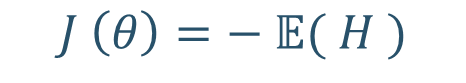 J (θ) = − 𝔼( H )